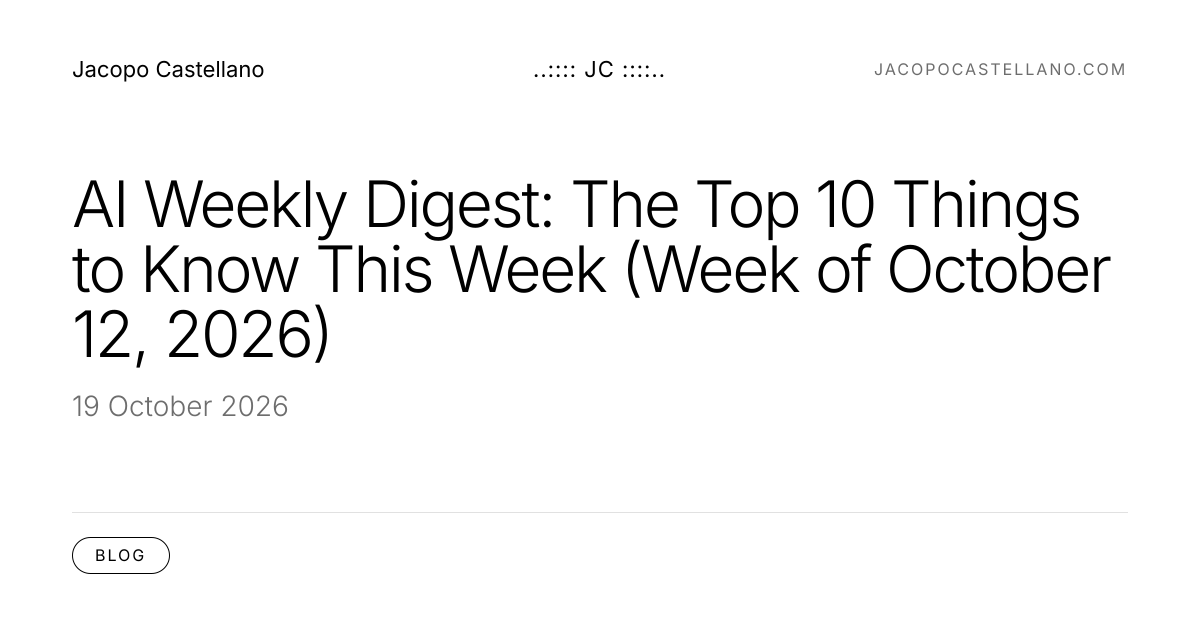 Jacopo Castellano
..:::: JC ::::..
JACOPOCASTELLANO.COM
AI Weekly Digest: The Top 10 Things
to Know This Week (Week of October
12, 2026)
19 October 2026
BLOG